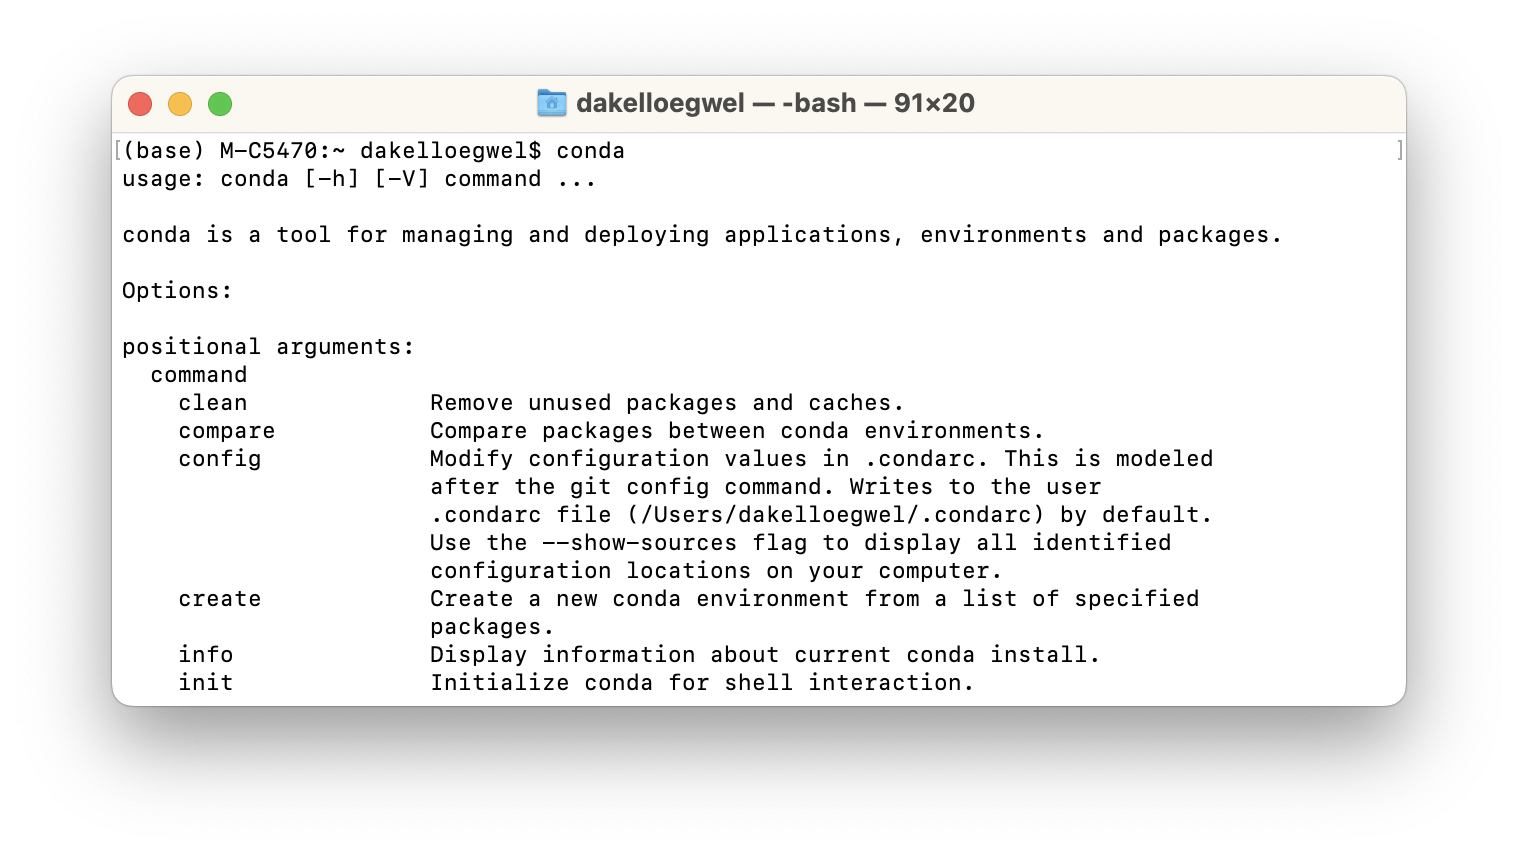 dakelloegwel — -bash — 91×20
[(base) M-C5470:~ dakelloegwel$ conda ]
usage: conda [-h] [-V] command ...
conda is a tool for managing and deploying applications, environments and packages.
Options:
positional arguments:
  command
    clean             Remove unused packages and caches.
    compare           Compare packages between conda environments.
    config            Modify configuration values in .condarc. This is modeled
                      after the git config command. Writes to the user
                      .condarc file (/Users/dakelloegwel/.condarc) by default.
                      Use the --show-sources flag to display all identified
                      configuration locations on your computer.
    create            Create a new conda environment from a list of specified
                      packages.
    info              Display information about current conda install.
    init              Initialize conda for shell interaction.